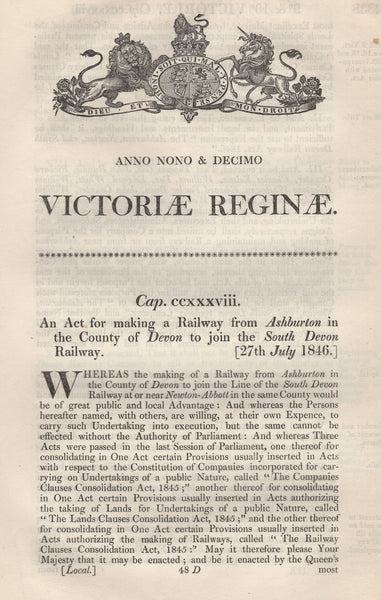 HONI SOIT QUI MAL
DIEU ET MON DROIT
ANNO NONO & DECIMO
VICTORIÆ REGINÆ.
Cap. ccxxxviii.
An Act for making a Railway from Ashburton in
the County of Devon to join the South Devon
Railway. [27th July 1846.]
WHEREAS the making of a Railway from Ashburton in
the County of Devon to join the Line of the South Devon
Railway at or near Newton-Abbott in the same County would
be of great public and local Advantage: And whereas the Persons
hereafter named, with others, are willing, at their own Expence, to
carry such Undertaking into execution, but the same cannot be
effected without the Authority of Parliament: And whereas Three
Acts were passed in the last Session of Parliament, one thereof for
consolidating in One Act certain Provisions usually inserted in Acts
with respect to the Constitution of Companies incorporated for car-
rying on Undertakings of a public Nature, called "The Companies
Clauses Consolidation Act, 1845;" another thereof for consolidating
in One Act certain Provisions usually inserted in Acts authorizing
the taking of Lands for Undertakings of a public Nature, called
"The Lands Clauses Consolidation Act, 1845;" and the other thereof
for consolidating in One Act certain Provisions usually inserted in
Acts authorizing the making of Railways, called "The Railway
Clauses Consolidation Act, 1845:" May it therefore please Your
Majesty that it may be enacted; and be it enacted by the Queen's
[Local.] 48 D most